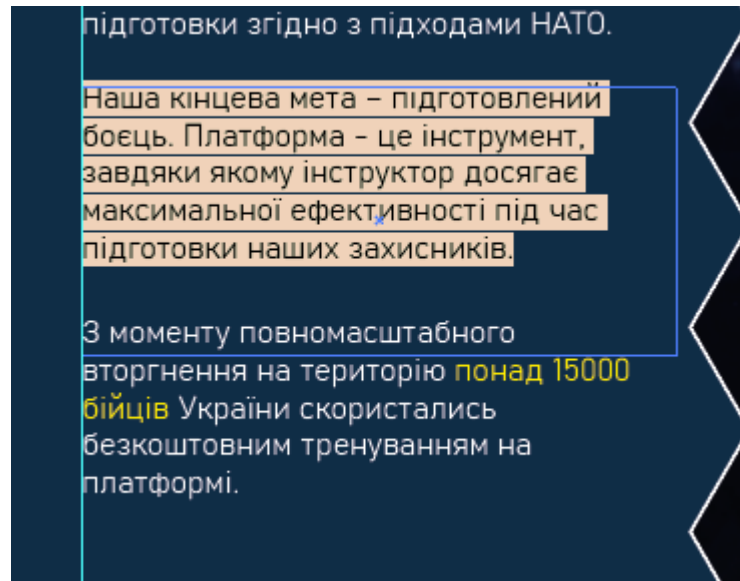 підготовки згідно з підходами НАТО.
Наша кінцева мета – підготовлений
боєць. Платформа – це інструмент,
завдяки якому інструктор досягає
максимальної ефективності під час
підготовки наших захисників.
З моменту повномасштабного
вторгнення на територію понад 15000
бійців України скористались
безкоштовним тренуванням на
платформі.